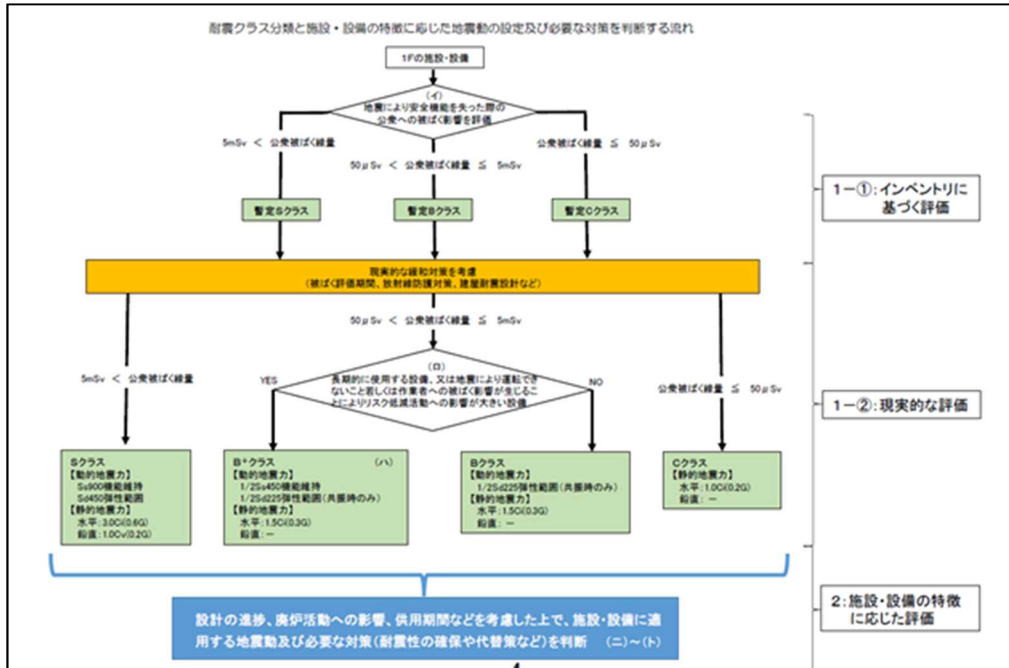 耐震クラス分類と施設・設備の特徴に応じた地震動の設定及び必要な対策を判断する流れ
1Fの施設・設備
(イ)
地震により安全機能を失った際の
公衆への被ばく影響を評価
5mSv ＜ 公衆被ばく線量
50μSv ＜ 公衆被ばく線量 ≦ 5mSv
公衆被ばく線量 ≦ 50μSv
暫定Sクラス
暫定Bクラス
暫定Cクラス
1－①：インベントリに
基づく評価
現実的な緩和対策を考慮
(被ばく評価期間、放射線防護対策、建屋耐震設計など)
50μSv ＜ 公衆被ばく線量 ≦ 5mSv
5mSv ＜ 公衆被ばく線量
YES
(ロ)
長期的に使用する設備、又は地震により運転でき
ないこと若しくは作業者への被ばく影響が生じるこ
とによりリスク低減活動への影響が大きい設備
NO
公衆被ばく線量 ≦ 50μSv
1－②：現実的な評価
Sクラス
【動的地震力】
Ss900機能維持
Sd450弾性範囲
【静的地震力】
水平：3.0Ci(0.6G)
鉛直：1.0Cv(0.2G)
B⁺クラス (ハ)
【動的地震力】
1/2Ss450機能維持
1/2Sd225弾性範囲(共振時のみ)
【静的地震力】
水平：1.5Ci(0.3G)
鉛直：－
Bクラス
【動的地震力】
1/2Sd225弾性範囲(共振時のみ)
【静的地震力】
水平：1.5Ci(0.3G)
鉛直：－
Cクラス
【静的地震力】
水平：1.0Ci(0.2G)
鉛直：－
設計の進捗、廃炉活動への影響、供用期間などを考慮した上で、施設・設備に適
用する地震動及び必要な対策(耐震性の確保や代替策など)を判断 (ニ)～(ト)
2：施設・設備の特徴
に応じた評価